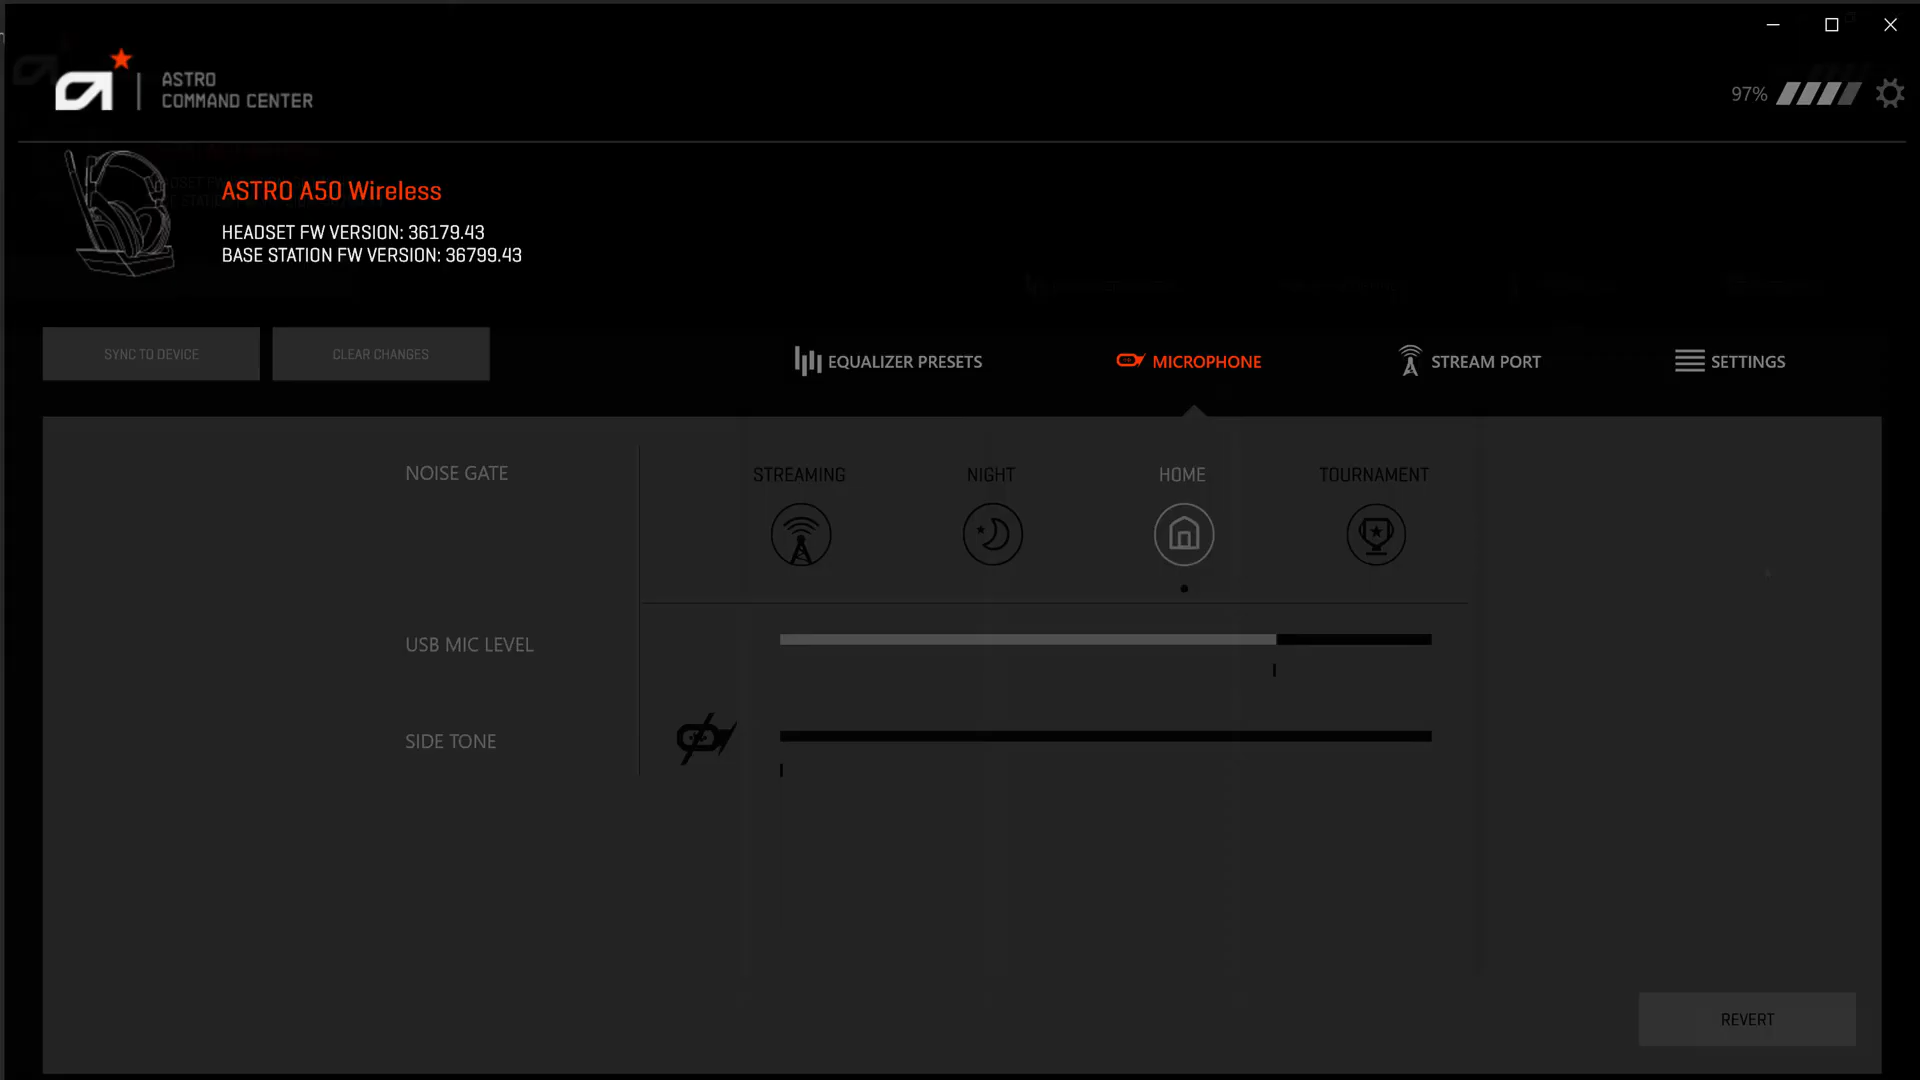 ASTRO
COMMAND CENTER
97%
ASTRO A50 Wireless
HEADSET FW VERSION: 36179.43
BASE STATION FW VERSION: 36799.43
SYNC TO DEVICE
CLEAR CHANGES
EQUALIZER PRESETS
MICROPHONE
STREAM PORT
SETTINGS
NOISE GATE
STREAMING
NIGHT
HOME
TOURNAMENT
USB MIC LEVEL
SIDE TONE
REVERT